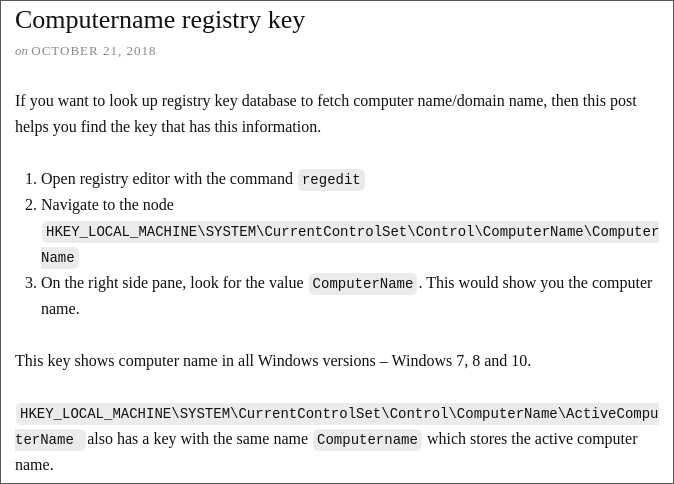 Computername registry key
on OCTOBER 21, 2018
If you want to look up registry key database to fetch computer name/domain name, then this post
helps you find the key that has this information.
1. Open registry editor with the command regedit
2. Navigate to the node
HKEY_LOCAL_MACHINE\SYSTEM\CurrentControlSet\Control\ComputerName\Computer
Name
3. On the right side pane, look for the value ComputerName. This would show you the computer
name.
This key shows computer name in all Windows versions – Windows 7, 8 and 10.
HKEY_LOCAL_MACHINE\SYSTEM\CurrentControlSet\Control\ComputerName\ActiveCompu
terName also has a key with the same name Computername which stores the active computer
name.